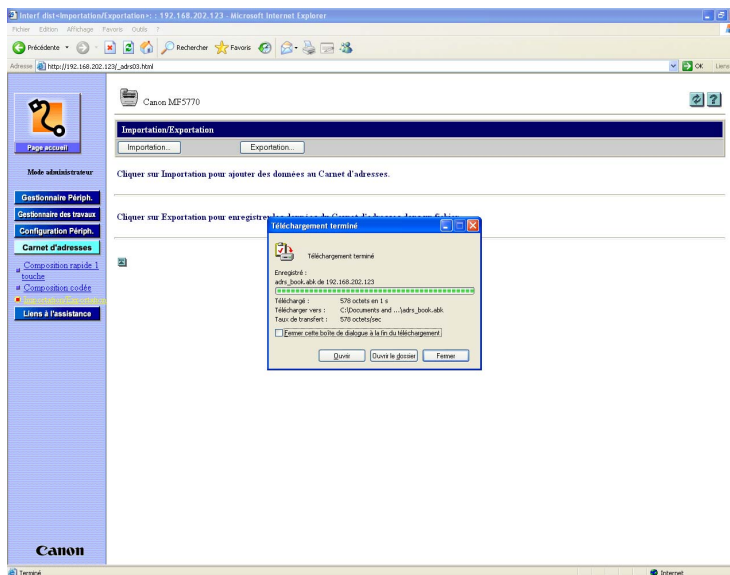 Interf dist<Importation/Exportation>: : 192.168.202.123 - Microsoft Internet Explorer
Fichier Edition Affichage Favoris Outils ?
Précédente Rechercher Favoris
Adresse http://192.168.202.123/_adrs03.html OK Liens
Canon MF5770
Page accueil
Importation/Exportation
Importation... Exportation...
Mode administrateur
Cliquer sur Importation pour ajouter des données au Carnet d'adresses.
Gestionnaire Périph.
Gestionnaire des travaux
Cliquer sur Exportation pour enregistrer
Configuration Périph.
Carnet d'adresses
Composition rapide 1
touche
Composition codée
Importation/Exportation
Liens à l'assistance
Téléchargement terminé
Téléchargement terminé
Enregistré :
adrs_book.abk de 192.168.202.123
Téléchargé : 578 octets en 1 s
Télécharger vers : C:\Documents and ...\adrs_book.abk
Taux de transfert : 578 octets/sec
Fermer cette boîte de dialogue à la fin du téléchargement
Ouvrir Ouvrir le dossier Fermer
Canon
Terminé Internet